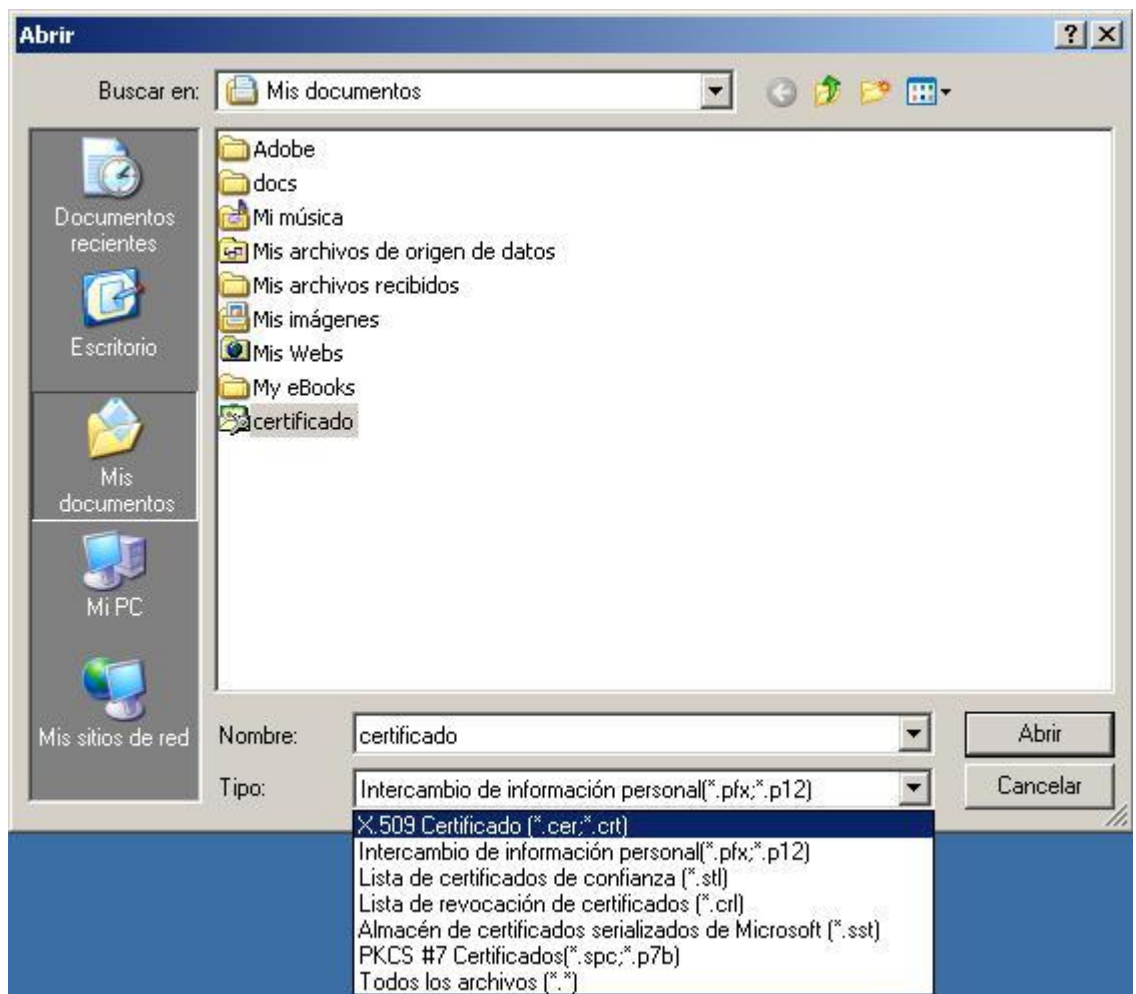 Abrir
Buscar en:
Mis documentos
Documentos
recientes
Escritorio
Mis
documentos
Mi PC
Mis sitios de red
Adobe
docs
Mi música
Mis archivos de origen de datos
Mis archivos recibidos
Mis imágenes
Mis Webs
My eBooks
certificado
Nombre:
certificado
Abrir
Tipo:
Intercambio de información personal(*.pfx;*.p12)
Cancelar
X.509 Certificado (*.cer;*.crt)
Intercambio de información personal(*.pfx;*.p12)
Lista de certificados de confianza (*.stl)
Lista de revocación de certificados (*.crl)
Almacén de certificados serializados de Microsoft (*.sst)
PKCS #7 Certificados(*.spc;*.p7b)
Todos los archivos (*.*)